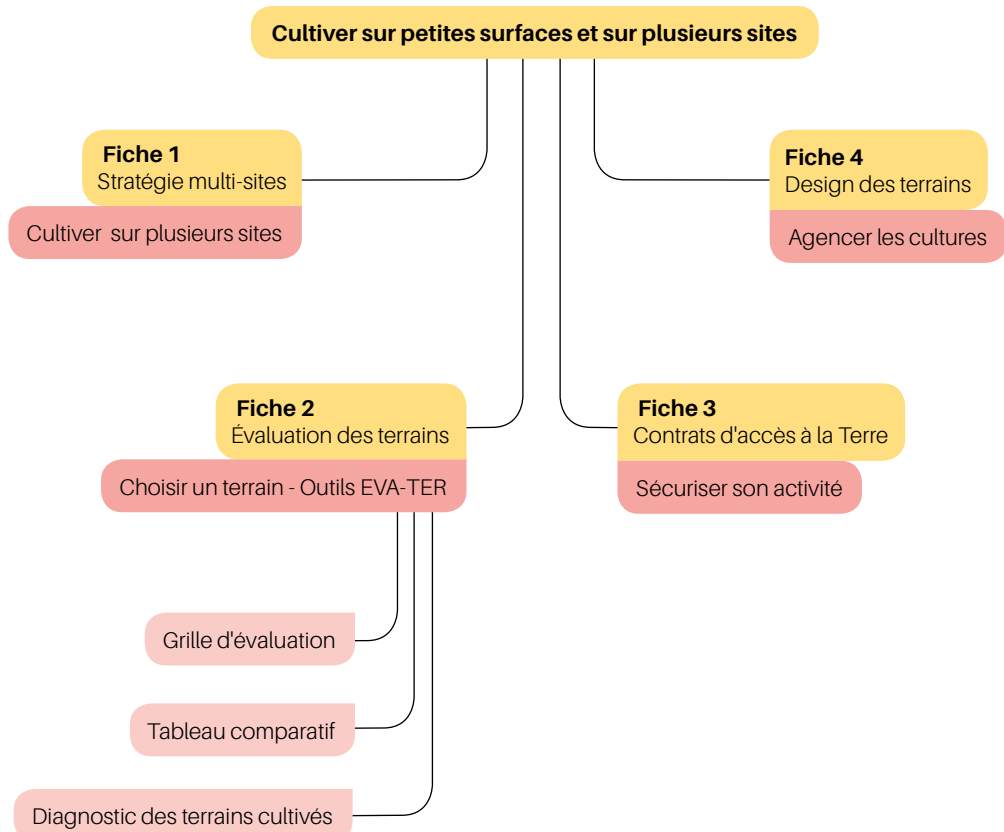 Cultiver sur petites surfaces et sur plusieurs sites
Fiche 1
Stratégie multi-sites
Cultiver sur plusieurs sites
Fiche 4
Design des terrains
Agencer les cultures
Fiche 2
Évaluation des terrains
Choisir un terrain - Outils EVA-TER
Fiche 3
Contrats d'accès à la Terre
Sécuriser son activité
Grille d'évaluation
Tableau comparatif
Diagnostic des terrains cultivés